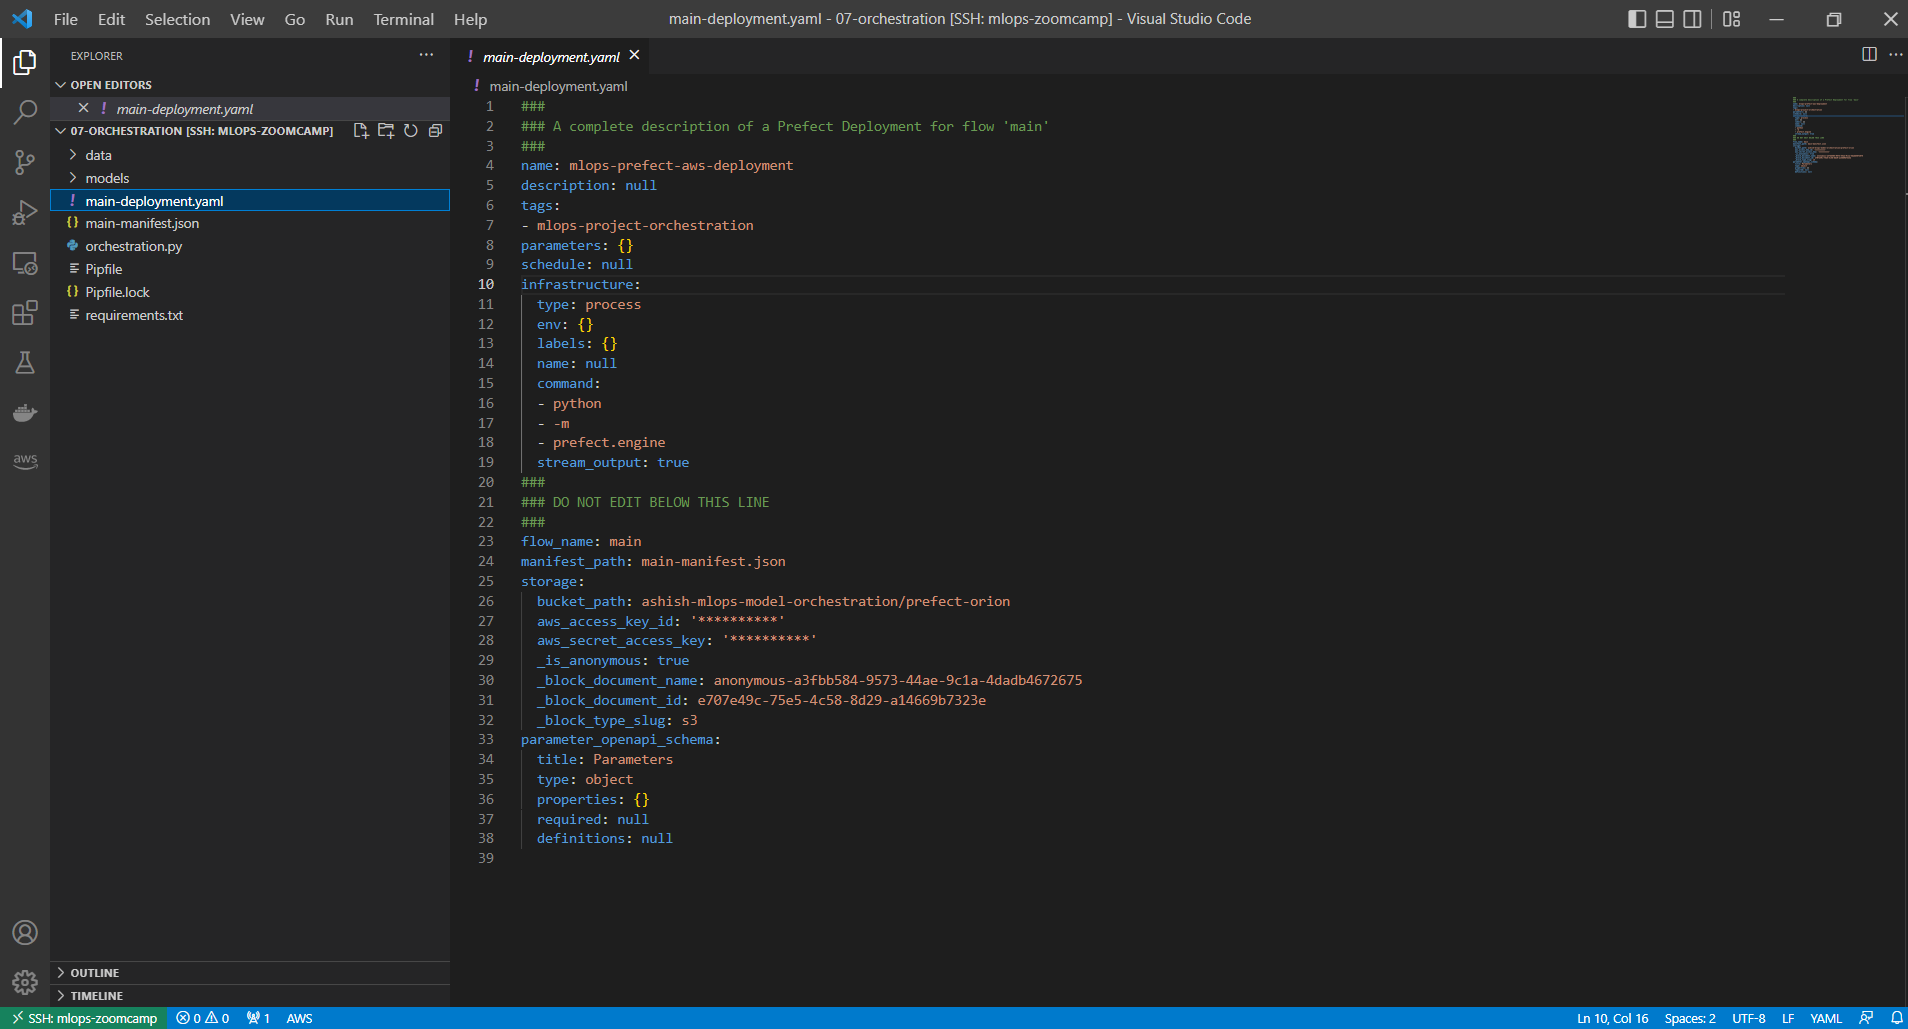 File Edit Selection View Go Run Terminal Help
main-deployment.yaml - 07-orchestration [SSH: mlops-zoomcamp] - Visual Studio Code
EXPLORER
OPEN EDITORS
main-deployment.yaml
07-ORCHESTRATION [SSH: MLOPS-ZOOMCAMP]
data
models
! main-deployment.yaml
{} main-manifest.json
orchestration.py
Pipfile
{} Pipfile.lock
requirements.txt
aws
OUTLINE
TIMELINE
! main-deployment.yaml
! main-deployment.yaml
1 ###
2 ### A complete description of a Prefect Deployment for flow 'main'
3 ###
4 name: mlops-prefect-aws-deployment
5 description: null
6 tags:
7 - mlops-project-orchestration
8 parameters: {}
9 schedule: null
10 infrastructure:
11 type: process
12 env: {}
13 labels: {}
14 name: null
15 command:
16 - python
17 - -m
18 - prefect.engine
19 stream_output: true
20 ###
21 ### DO NOT EDIT BELOW THIS LINE
22 ###
23 flow_name: main
24 manifest_path: main-manifest.json
25 storage:
26 bucket_path: ashish-mlops-model-orchestration/prefect-orion
27 aws_access_key_id: '**********'
28 aws_secret_access_key: '**********'
29 _is_anonymous: true
30 _block_document_name: anonymous-a3fbb584-9573-44ae-9c1a-4dadb4672675
31 _block_document_id: e707e49c-75e5-4c58-8d29-a14669b7323e
32 _block_type_slug: s3
33 parameter_openapi_schema:
34 title: Parameters
35 type: object
36 properties: {}
37 required: null
38 definitions: null
39
SSH: mlops-zoomcamp 0 0 1 AWS
Ln 10, Col 16 Spaces: 2 UTF-8 LF YAML